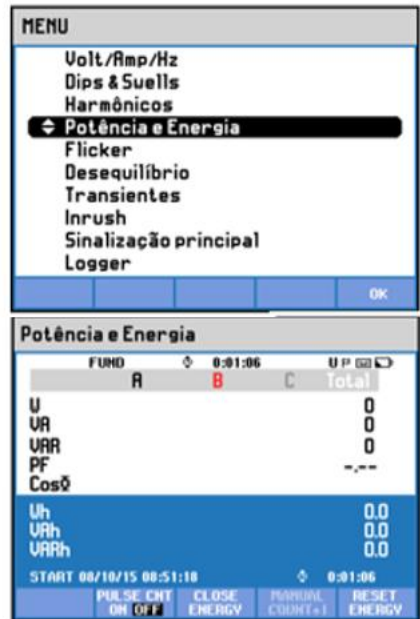 MENU
Volt/Amp/Hz
Dips & Suells
Harmônicos
Potência e Energia
Flicker
Desequilíbrio
Transientes
Inrush
Sinalização principal
Logger
OK
Potência e Energia
FUND 0:01:06 U P
A B C Total
U 0
VA 0
VAR 0
PF -.--
CosΦ
Uh 0.0
VAh 0.0
VARh 0.0
START 08/10/15 08:51:18 0:01:06
PULSE CNT CLOSE MANUAL RESET
ON OFF ENERGY COUNT+1 ENERGY